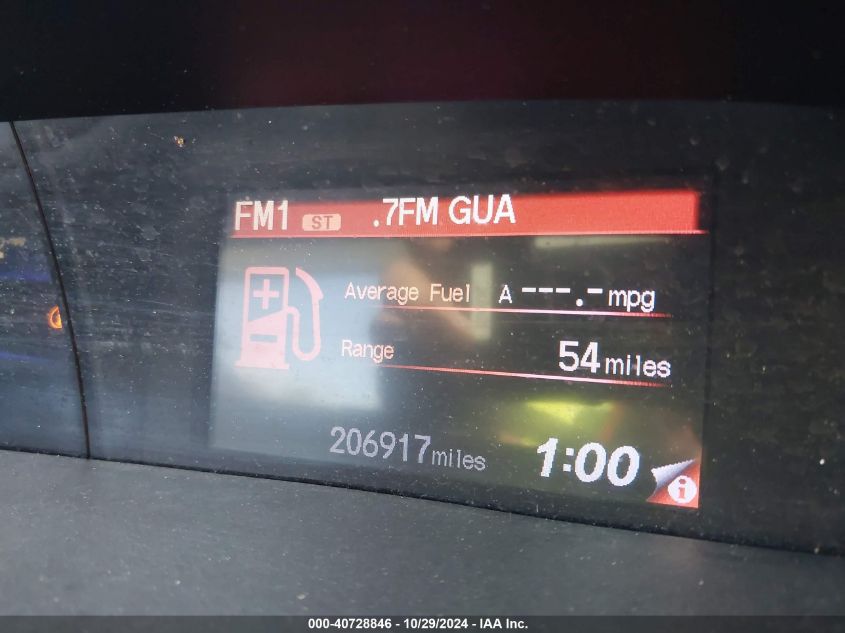 FM1 ST .7FM GUA
Average Fuel A ---.- mpg
Range 54 miles
206917 miles 1:00
000-40728846 - 10/29/2024 - IAA Inc.